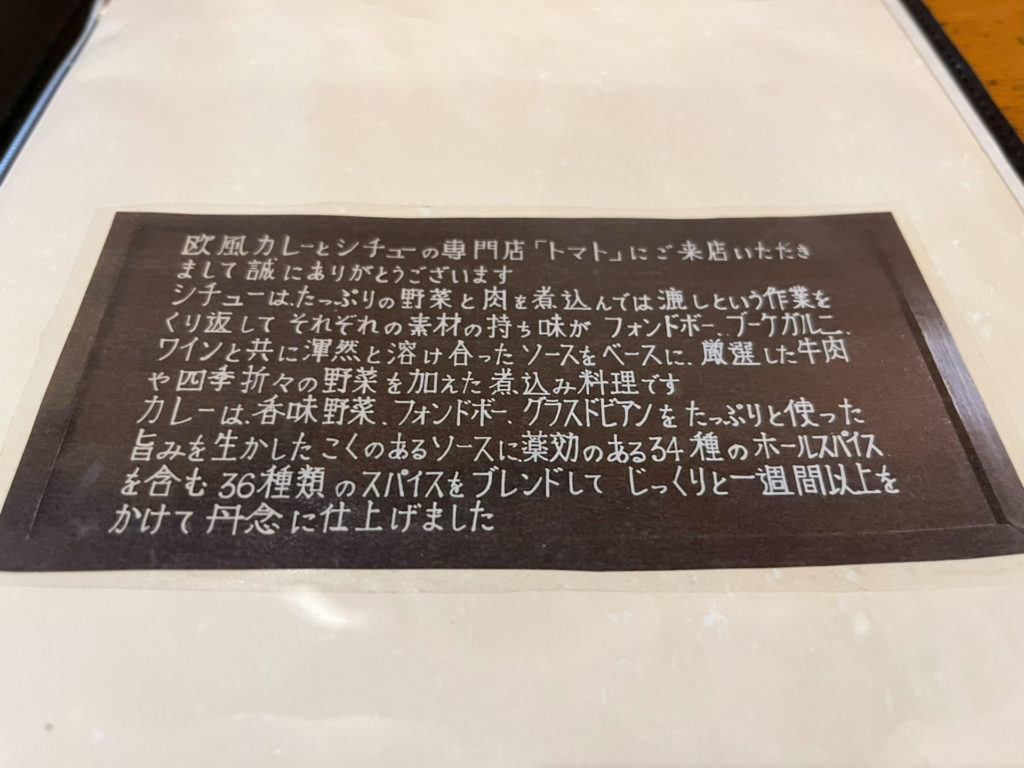 欧風カレーとシチューの専門店「トマト」にご来店いただき
まして誠にありがとうございます
シチューは、たっぷりの野菜と肉を煮込んでは漉しという作業を
くり返して それぞれの素材の持ち味が フォンドボー、ブーケガルニ、
ワインと共に渾然と溶け合ったソースをベースに、厳選した牛肉
や四季折々の野菜を加えた煮込み料理です
カレーは、香味野菜、フォンドボー、グラスドビアンをたっぷりと使った
旨みを生かしたこくのあるソースに薬効のある34種のホールスパイス
を含む36種類のスパイスをブレンドして じっくりと一週間以上を
かけて丹念に仕上げました